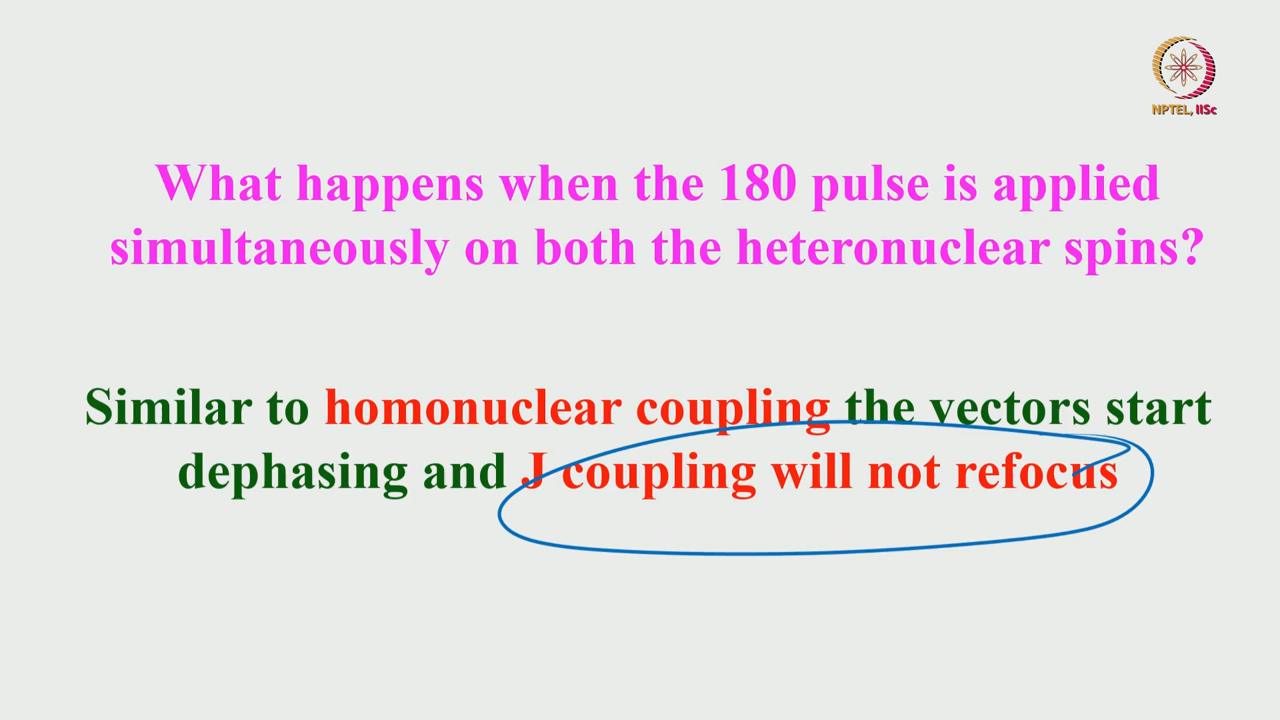 NPTEL, IISc
What happens when the 180 pulse is applied
simultaneously on both the heteronuclear spins?
Similar to homonuclear coupling the vectors start
dephasing and J coupling will not refocus